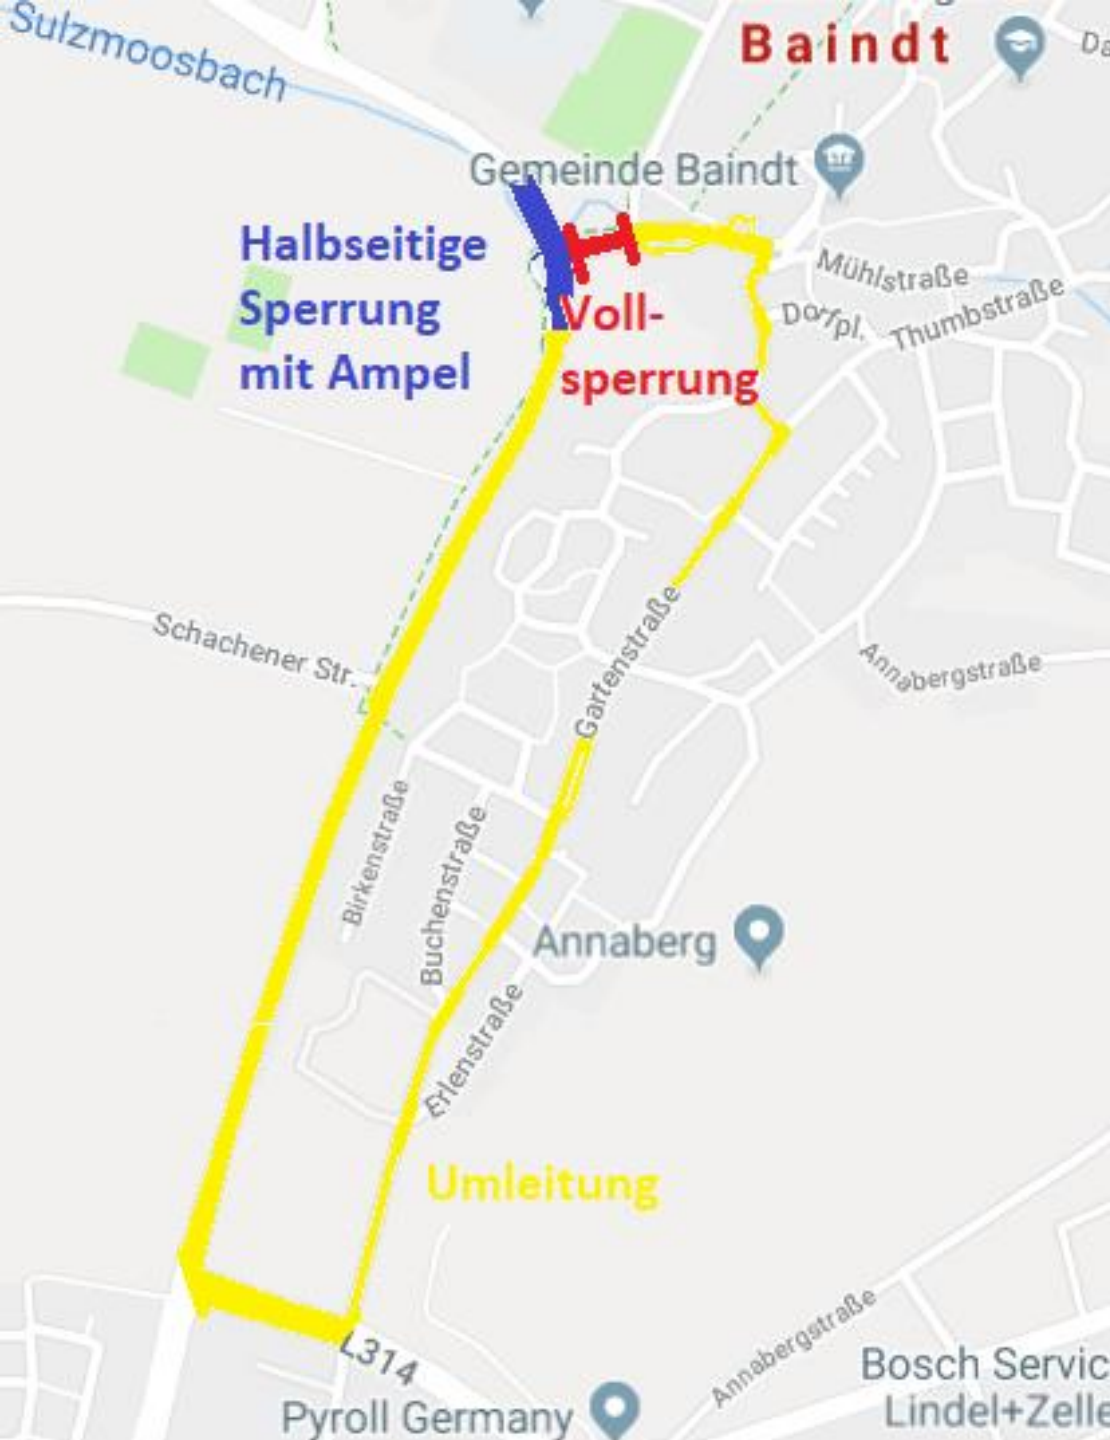 Sulzmoosbach
Baindt
Da
Gemeinde Baindt
Halbseitige
Sperrung
mit Ampel
Voll-
sperrung
Mühlstraße
Dorfpl.
Thumbstraße
Schachener Str.
Gartenstraße
Annabergstraße
Birkenstraße
Buchenstraße
Annaberg
Erlenstraße
Umleitung
L314
Annabergstraße
Bosch Servic
Lindel+Zelle
Pyroll Germany